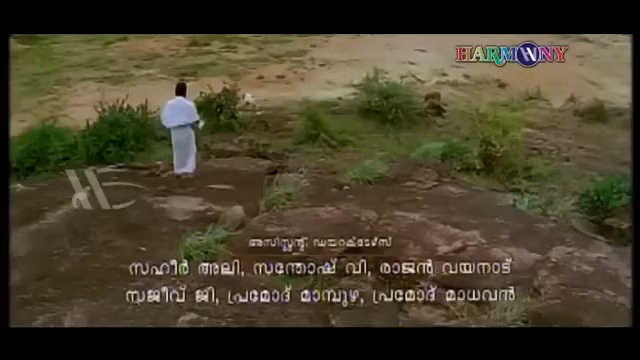 HARMONY
അസിസ്റ്റന്റ് ഡയറക്ടേഴ്സ്
സഹീർ അലി, സന്തോഷ് വി, രാജൻ വയനാട്
സജീവ് ജി, പ്രമോദ് മാമ്പുഴ, പ്രമോദ് മാധവൻ